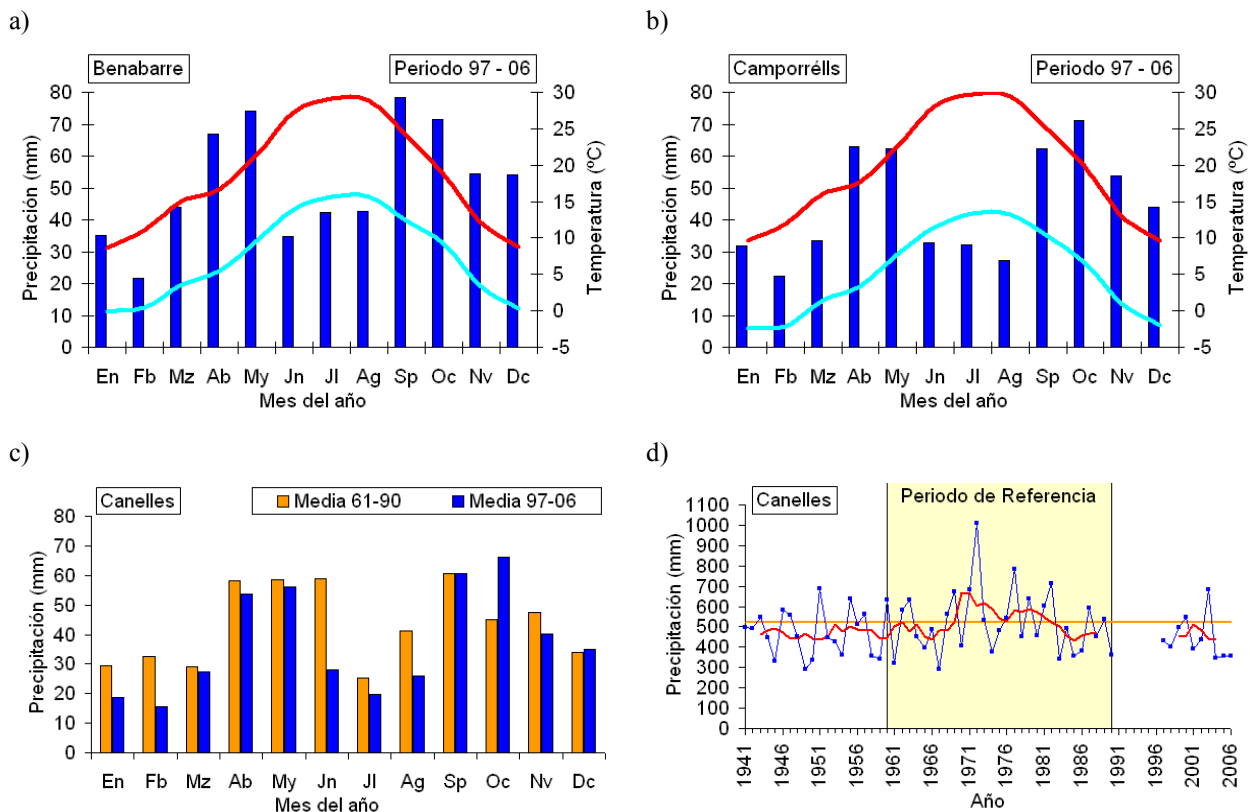 a)
Benabarre
Periodo 97 - 06
Precipitación (mm)
80
70
60
50
40
30
20
10
0
30
25
20
15
10
5
0
-5
Temperatura (ºC)
En Fb Mz Ab My Jn Jl Ag Sp Oc Nv Dc
Mes del año
b)
Camporrélls
Periodo 97 - 06
Precipitación (mm)
80
70
60
50
40
30
20
10
0
30
25
20
15
10
5
0
-5
Temperatura (ºC)
En Fb Mz Ab My Jn Jl Ag Sp Oc Nv Dc
Mes del año
c)
Canelles
Media 61-90 Media 97-06
Precipitación (mm)
80
70
60
50
40
30
20
10
0
En Fb Mz Ab My Jn Jl Ag Sp Oc Nv Dc
Mes del año
d)
Canelles
Periodo de Referencia
Precipitación (mm)
1100
1000
900
800
700
600
500
400
300
200
100
0
1941 1946 1951 1956 1961 1966 1971 1976 1981 1986 1991 1996 2001 2006
Año